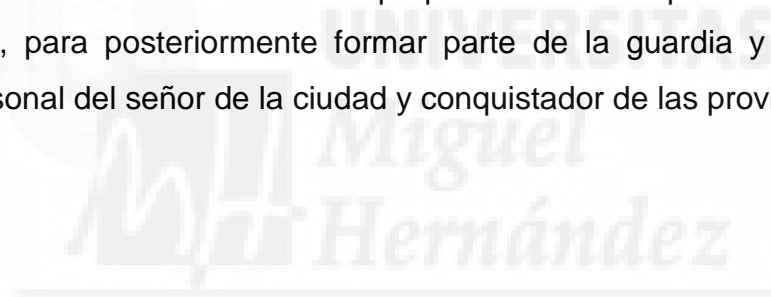 UNIVERSITAS
, para posteriormente formar parte de la guardia y
sonal del señor de la ciudad y conquistador de las provi
Miguel
Hernández